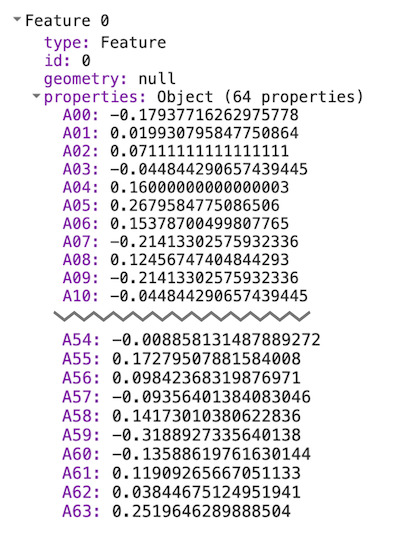 Feature 0
type: Feature
id: 0
geometry: null
properties: Object (64 properties)
A00: -0.17937716262975778
A01: 0.019930795847750864
A02: 0.07111111111111111
A03: -0.044844290657439445
A04: 0.16000000000000003
A05: 0.2679584775086506
A06: 0.15378700499807765
A07: -0.21413302575932336
A08: 0.12456747404844293
A09: -0.21413302575932336
A10: -0.044844290657439445
A54: -0.008858131487889272
A55: 0.17279507881584008
A56: 0.09842368319876971
A57: -0.09356401384083046
A58: 0.14173010380622836
A59: -0.3188927335640138
A60: -0.13588619761630144
A61: 0.11909265667051133
A62: 0.03844675124951941
A63: 0.2519646289888504